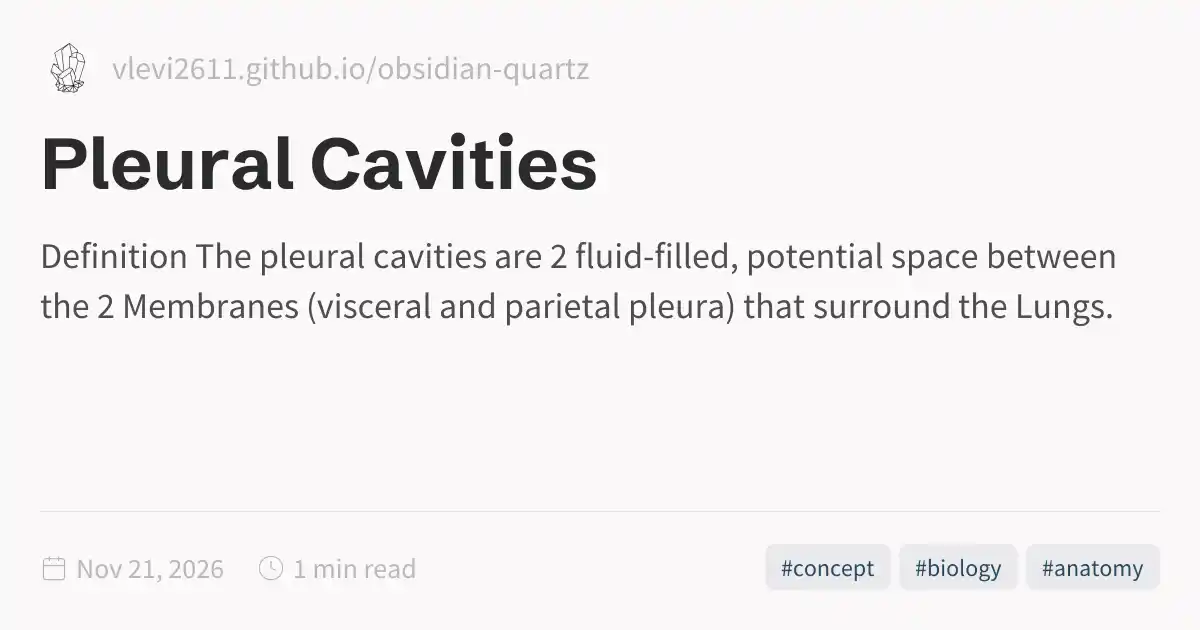 vlevi2611.github.io/obsidian-quartz
Pleural Cavities
Definition The pleural cavities are 2 fluid-filled, potential space between
the 2 Membranes (visceral and parietal pleura) that surround the Lungs.
Nov 21, 2026 1 min read #concept #biology #anatomy